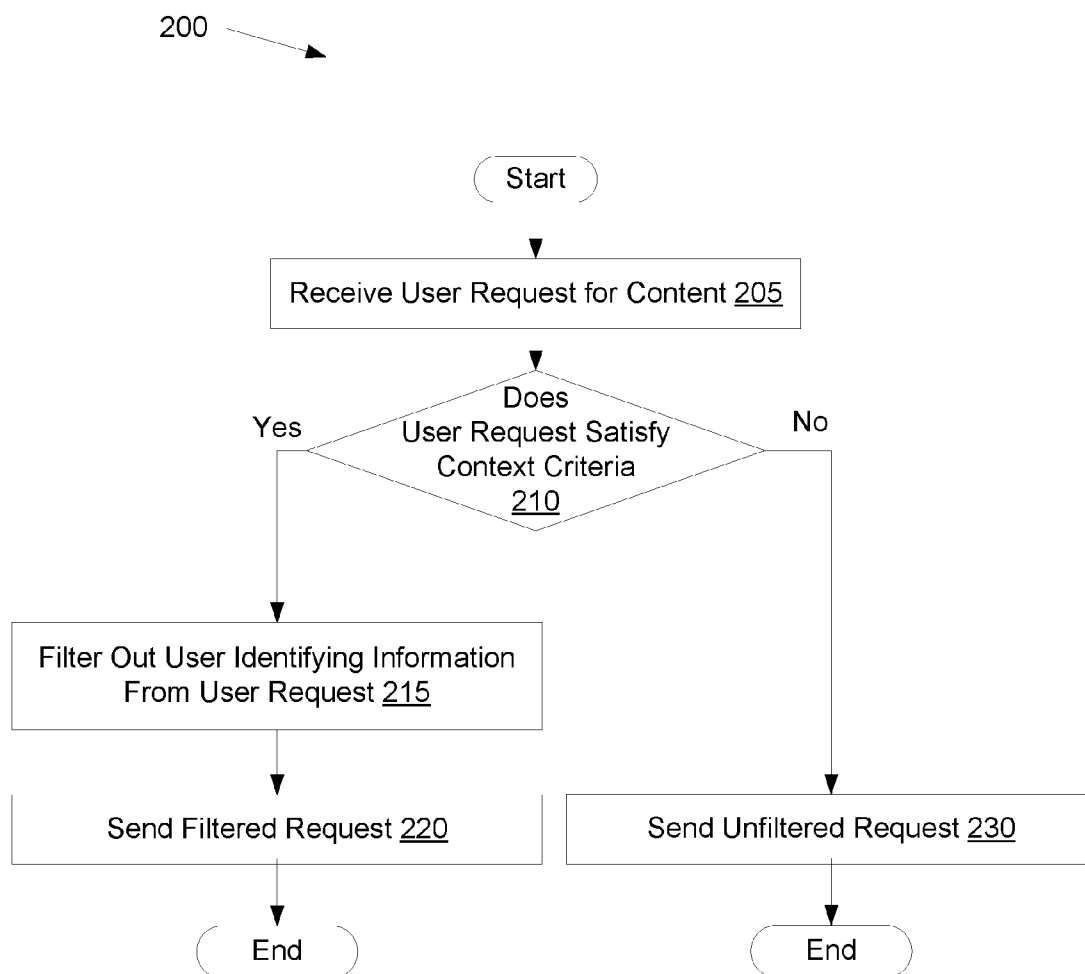 200
Start
Receive User Request for Content 205
Does
User Request Satisfy
Context Criteria
210
Yes
No
Filter Out User Identifying Information
From User Request 215
Send Filtered Request 220
Send Unfiltered Request 230
End
End